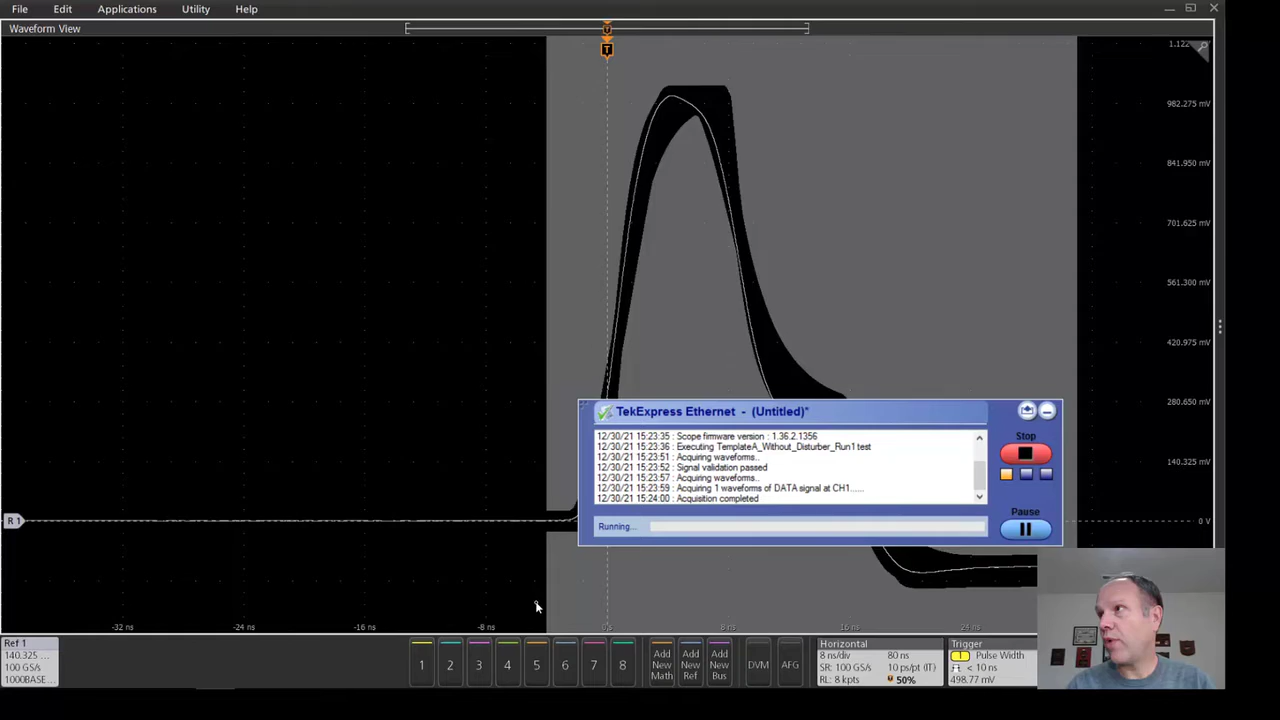 File Edit Applications Utility Help
Waveform View
T
T
1.122
982.275 mV
841.950 mV
701.625 mV
561.300 mV
420.975 mV
280.650 mV
140.325 mV
0 V
TekExpress Ethernet - (Untitled)*
12/30/21 15:23:35 : Scope firmware version : 1.36.2.1356
12/30/21 15:23:36 : Executing TemplateA_Without_Disturber_Run1 test
12/30/21 15:23:51 : Acquiring waveforms..
12/30/21 15:23:52 : Signal validation passed
12/30/21 15:23:57 : Acquiring waveforms..
12/30/21 15:23:59 : Acquiring 1 waveforms of DATA signal at CH1......
12/30/21 15:24:00 : Acquisition completed
Running...
Stop
Pause
R 1
-32 ns -24 ns -16 ns -8 ns 0 s 8 ns 16 ns 24 ns
Ref 1
140.325 ...
100 GS/s
1000BASE...
1 2 3 4 5 6 7 8
Add New Math
Add New Ref
Add New Bus
DVM
AFG
Horizontal
8 ns/div 80 ns
SR: 100 GS/s 10 ps/pt (IT)
RL: 8 kpts 50%
Trigger
1 Pulse Width
< 10 ns
498.77 mV